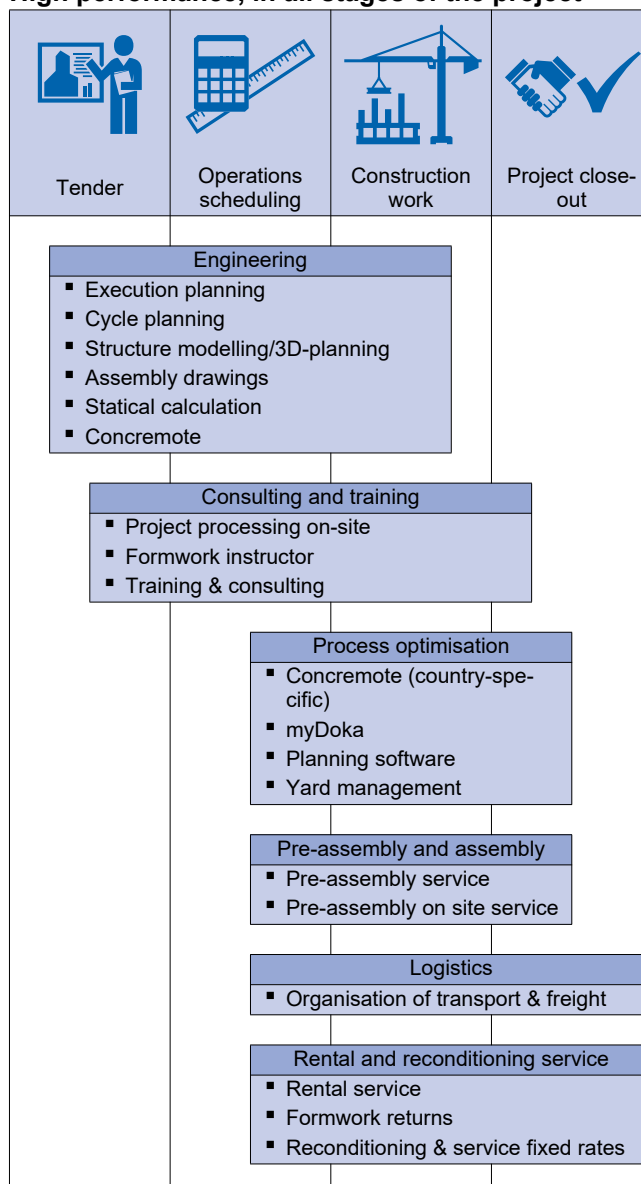 High performance, in all stages of the project
Tender
Operations
scheduling
Construction
work
Project close-
out
Engineering
▪ Execution planning
▪ Cycle planning
▪ Structure modelling/3D-planning
▪ Assembly drawings
▪ Statical calculation
▪ Concremote
Consulting and training
▪ Project processing on-site
▪ Formwork instructor
▪ Training & consulting
Process optimisation
▪ Concremote (country-spe-
cific)
▪ myDoka
▪ Planning software
▪ Yard management
Pre-assembly and assembly
▪ Pre-assembly service
▪ Pre-assembly on site service
Logistics
▪ Organisation of transport & freight
Rental and reconditioning service
▪ Rental service
▪ Formwork returns
▪ Reconditioning & service fixed rates